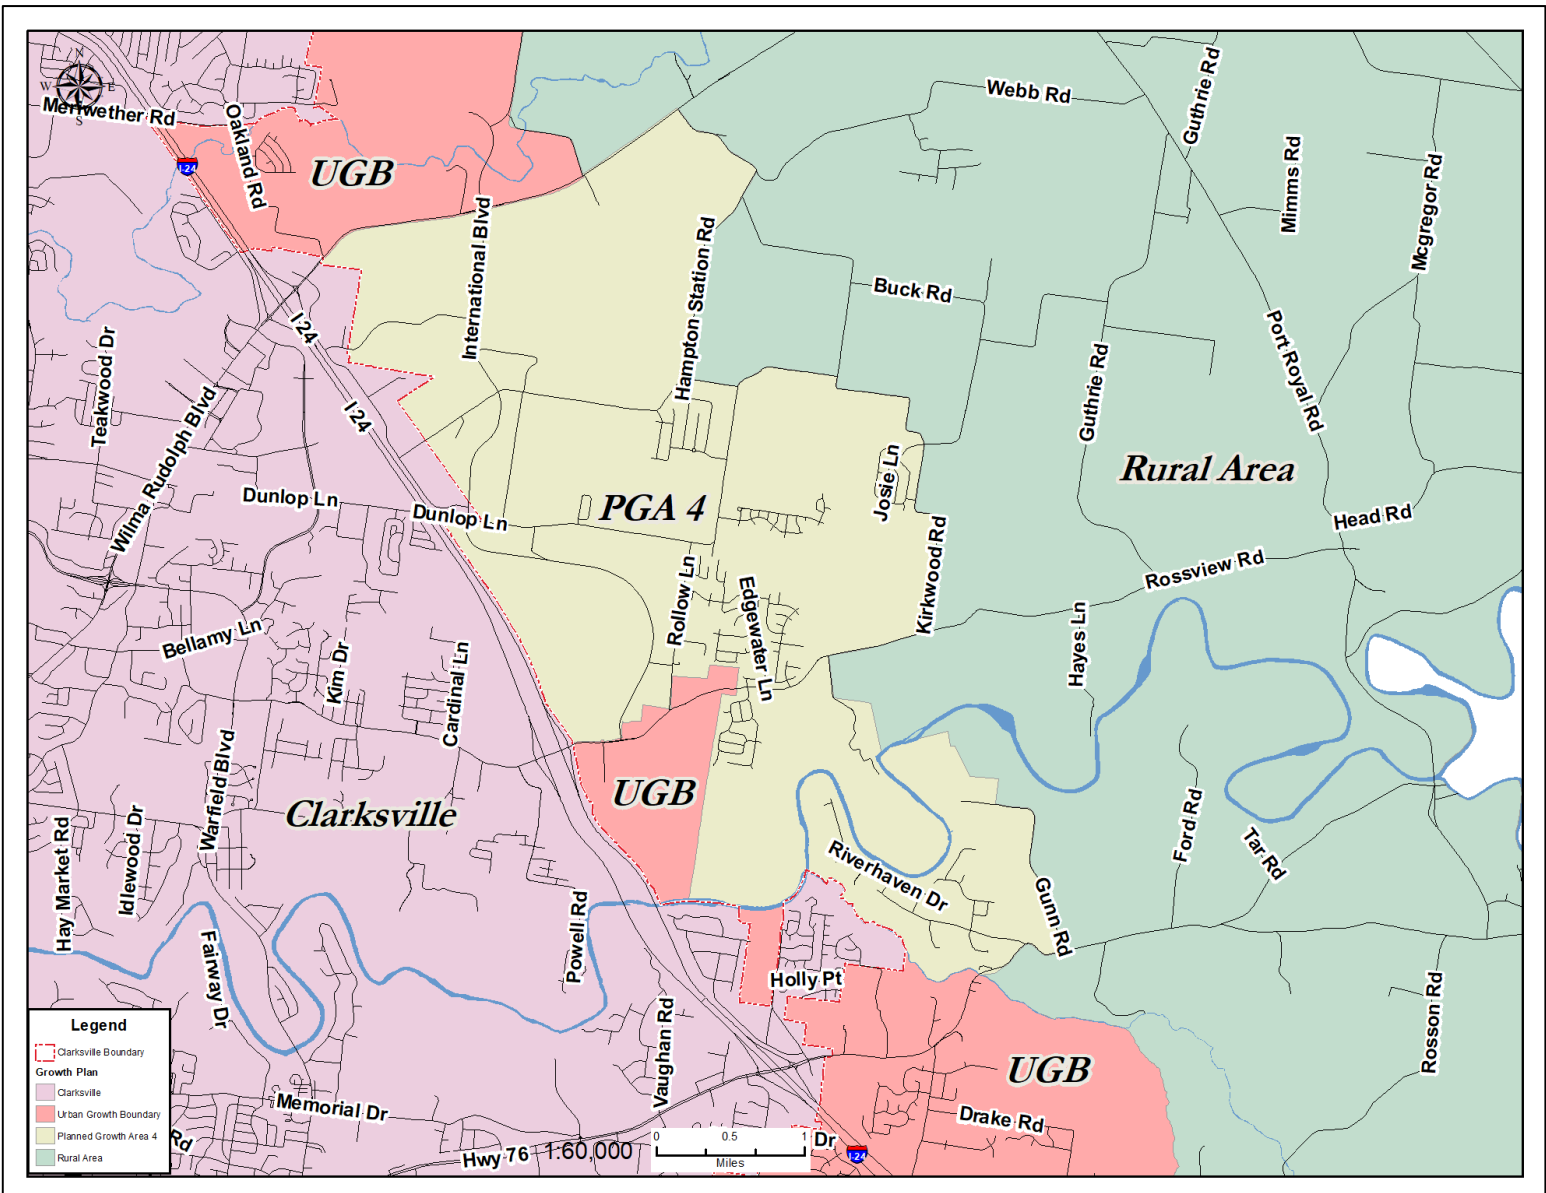 N
W E
S
Meriwether Rd
Oakland Rd
I-24
UGB
International Blvd
Hampton Station Rd
Webb Rd
Guthrie Rd
Mimms Rd
Mcgregor Rd
Buck Rd
I-24
Teakwood Dr
Wilma Rudolph Blvd
I-24
Guthrie Rd
Port Royal Rd
Rural Area
Josie Ln
Dunlop Ln
Dunlop Ln
PGA 4
Head Rd
Kirkwood Rd
Rossview Rd
Rollow Ln
Edgewater Ln
Hayes Ln
Bellamy Ln
Kim Dr
Cardinal Ln
Warfield Blvd
UGB
Clarksville
Hay Market Rd
Idlewood Dr
Riverhaven Dr
Ford Rd
Tar Rd
Gunn Rd
Powell Rd
Fairway Dr
Holly Pt
Vaughan Rd
Rosson Rd
UGB
Drake Rd
Memorial Dr
Rd
Hwy 76
Dr
I-24
1:60,000
0 0.5 1
Miles
Legend
Clarksville Boundary
Growth Plan
Clarksville
Urban Growth Boundary
Planned Growth Area 4
Rural Area